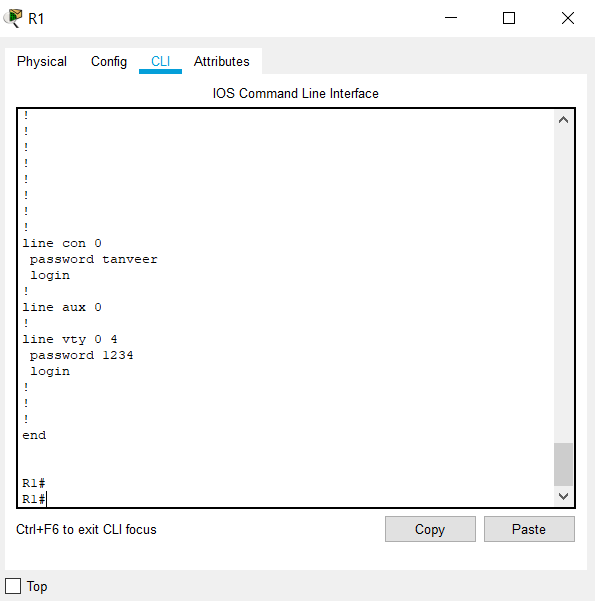 R1
Physical Config CLI Attributes
IOS Command Line Interface
!
!
!
!
!
!
!
!
line con 0
 password tanveer
 login
!
line aux 0
!
line vty 0 4
 password 1234
 login
!
!
!
end
R1#
R1#
Ctrl+F6 to exit CLI focus
Copy
Paste
Top